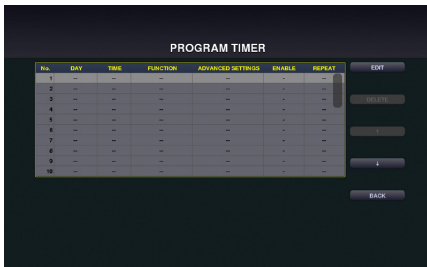 PROGRAM TIMER
No. DAY TIME FUNCTION ADVANCED SETTINGS ENABLE REPEAT EDIT
1 -- -- -- -- - --
2 -- -- -- -- - --
3 -- -- -- -- - -- DELETE
4 -- -- -- -- - --
5 -- -- -- -- - --
6 -- -- -- -- - -- ↑
7 -- -- -- -- - --
8 -- -- -- -- - --
9 -- -- -- -- - -- ↓
10 -- -- -- -- - --
BACK